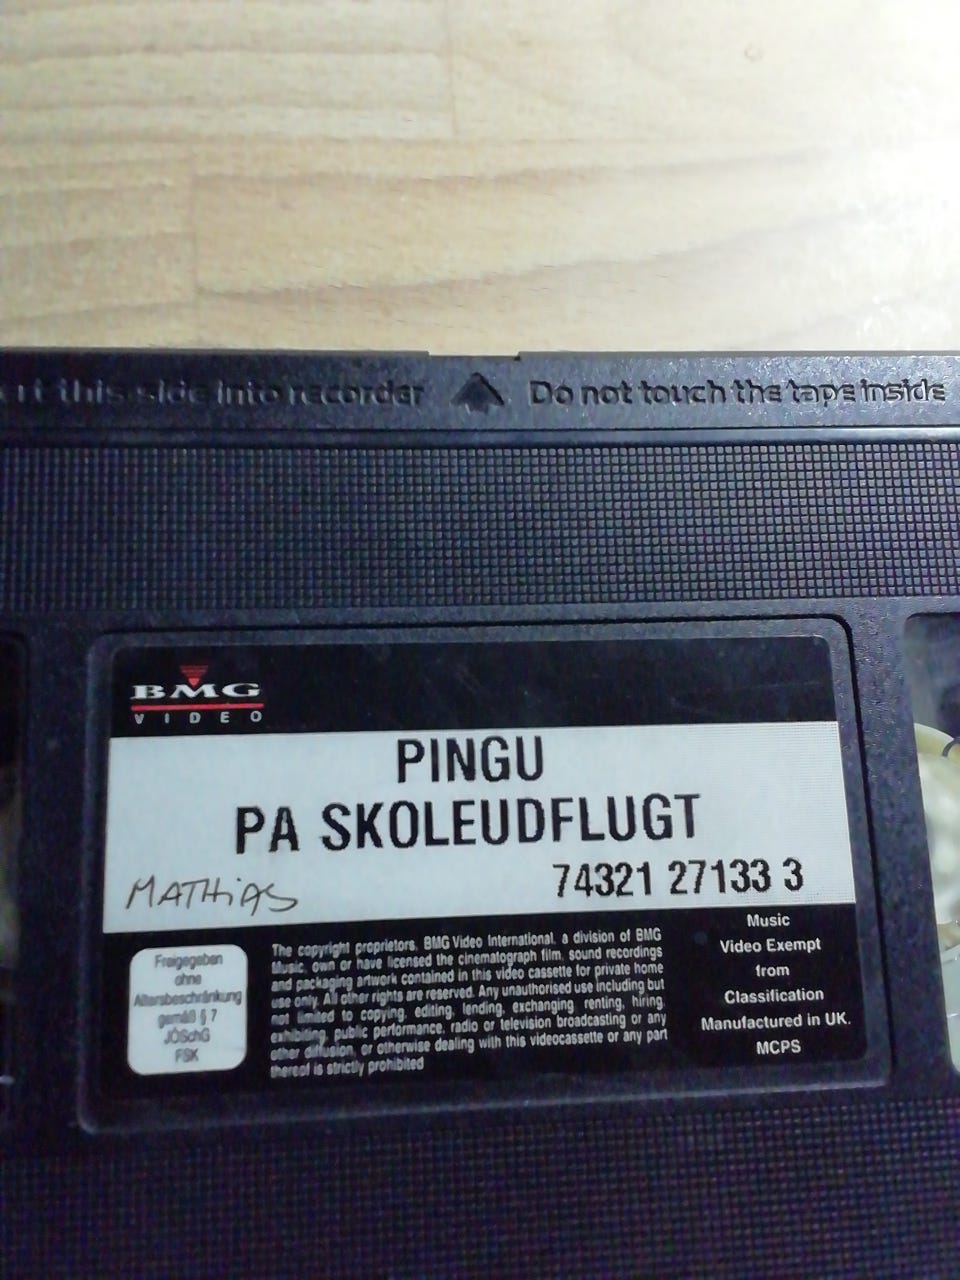 this side into recorder Do not touch the tape inside
BMG
VIDEO
PINGU
PA SKOLEUDFLUGT
74321 27133 3
MATHiAS
Freigegeben
ohne
Altersbeschränkung
gemäß § 7
JÖSchG
FSK
The copyright proprietors, BMG Video International, a division of BMG
Music, own or have licensed the cinematograph film, sound recordings
and packaging artwork contained in this video cassette for private home
use only. All other rights are reserved. Any unauthorised use including but
not limited to copying, editing, lending, exchanging renting, hiring,
exhibiting, public performance, radio or television broadcasting or any
other diffusion, or otherwise dealing with this videocassette or any part
thereof is strictly prohibited
Music
Video Exempt
from
Classification
Manufactured in UK.
MCPS